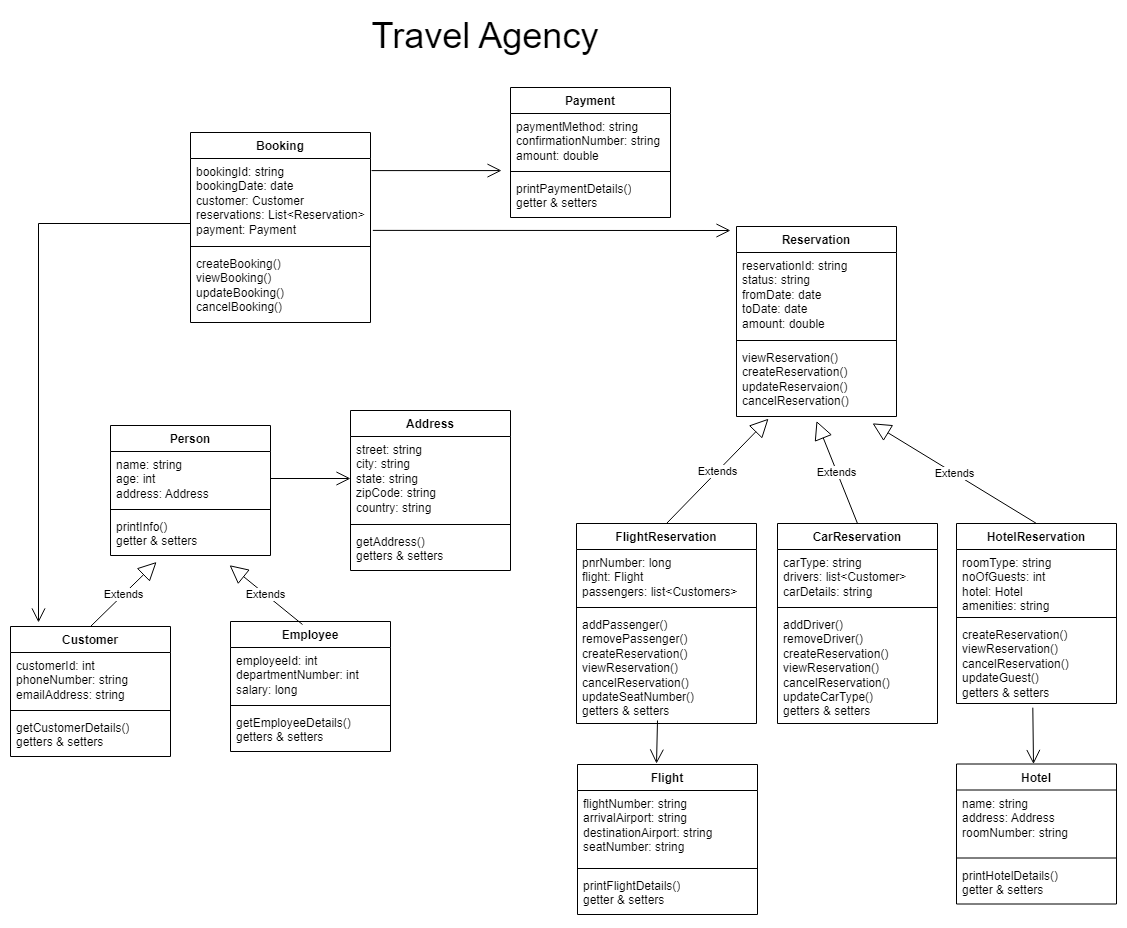 Travel Agency
Payment
paymentMethod: string
confirmationNumber: string
amount: double
printPaymentDetails()
getter & setters
Booking
bookingId: string
bookingDate: date
customer: Customer
reservations: List<Reservation>
payment: Payment
createBooking()
viewBooking()
updateBooking()
cancelBooking()
Reservation
reservationId: string
status: string
fromDate: date
toDate: date
amount: double
viewReservation()
createReservation()
updateReservaion()
cancelReservation()
Person
name: string
age: int
address: Address
printInfo()
getter & setters
Address
street: string
city: string
state: string
zipCode: string
country: string
getAddress()
getters & setters
Extends
Extends
Extends
Extends
Extends
Customer
customerId: int
phoneNumber: string
emailAddress: string
getCustomerDetails()
getters & setters
Employee
employeeId: int
departmentNumber: int
salary: long
getEmployeeDetails()
getters & setters
FlightReservation
pnrNumber: long
flight: Flight
passengers: list<Customers>
addPassenger()
removePassenger()
createReservation()
viewReservation()
cancelReservation()
updateSeatNumber()
getters & setters
CarReservation
carType: string
drivers: list<Customer>
carDetails: string
addDriver()
removeDriver()
createReservation()
viewReservation()
cancelReservation()
updateCarType()
getters & setters
HotelReservation
roomType: string
noOfGuests: int
hotel: Hotel
amenities: string
createReservation()
viewReservation()
cancelReservation()
updateGuest()
getters & setters
Flight
flightNumber: string
arrivalAirport: string
destinationAirport: string
seatNumber: string
printFlightDetails()
getter & setters
Hotel
name: string
address: Address
roomNumber: string
printHotelDetails()
getter & setters